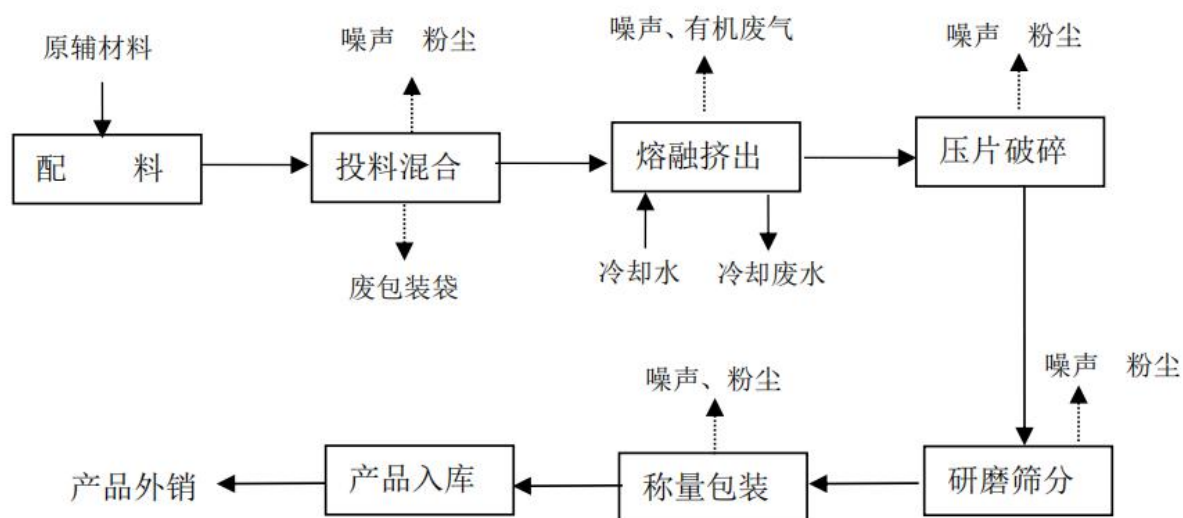 原辅材料
噪声 粉尘
噪声、有机废气
噪声 粉尘
配 料
投料混合
熔融挤出
压片破碎
废包装袋
冷却水
冷却废水
噪声、粉尘
噪声 粉尘
产品外销
产品入库
称量包装
研磨筛分